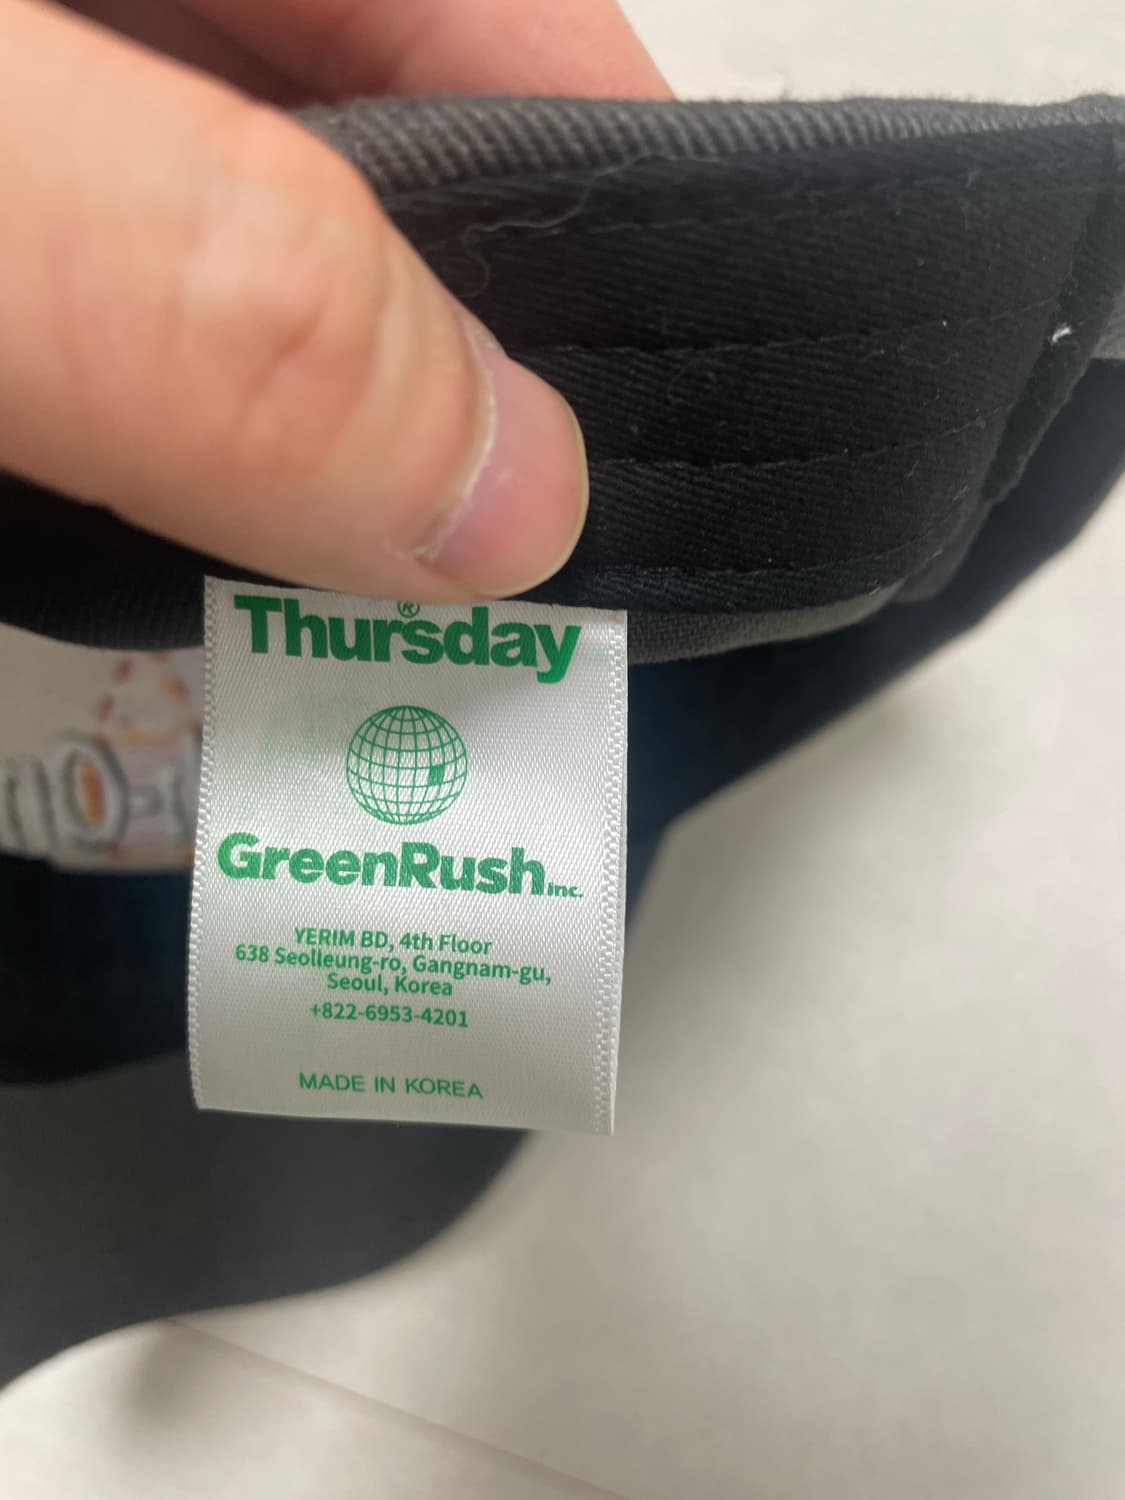 Thursday®
GreenRush Inc.
YERIM BD, 4th Floor
638 Seolleung-ro, Gangnam-gu,
Seoul, Korea
+822-6953-4201
MADE IN KOREA